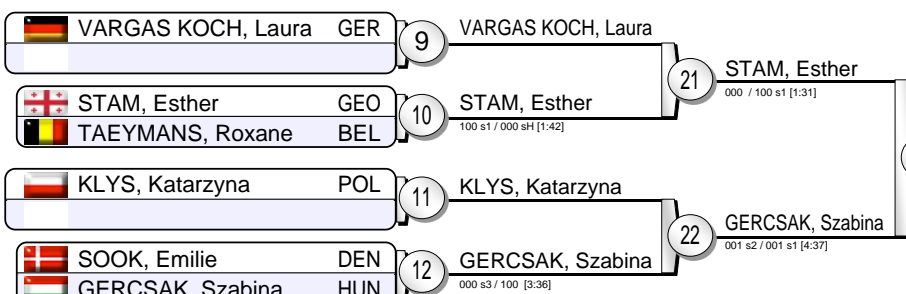 VARGAS KOCH, Laura GER
9
VARGAS KOCH, Laura
21
STAM, Esther
000 / 100 s1 [1:31]
STAM, Esther GEO
TAEYMANS, Roxane BEL
10
STAM, Esther
100 s1 / 000 sH [1:42]
KLYS, Katarzyna POL
11
KLYS, Katarzyna
22
GERCSAK, Szabina
001 s2 / 001 s1 [4:37]
SOOK, Emilie DEN
GERCSAK, Szabina HUN
12
GERCSAK, Szabina
000 s3 / 100 [3:36]